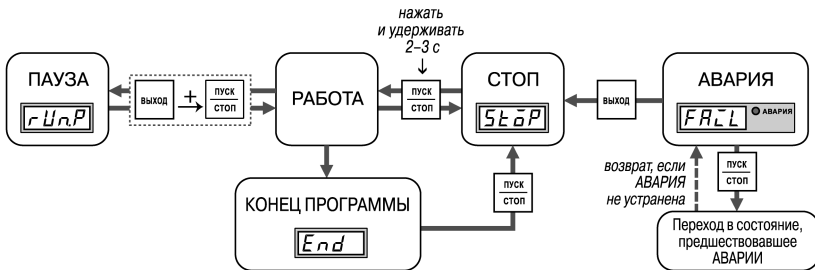 нажать
и удерживать
2–3 с
ПАУЗА
rUn.P
выход
+
пуск
стоп
РАБОТА
пуск
стоп
СТОП
StoP
выход
АВАРИЯ
FAiL
АВАРИЯ
КОНЕЦ ПРОГРАММЫ
End
пуск
стоп
возврат, если
АВАРИЯ
не устранена
пуск
стоп
Переход в состояние,
предшествовавшее
АВАРИИ